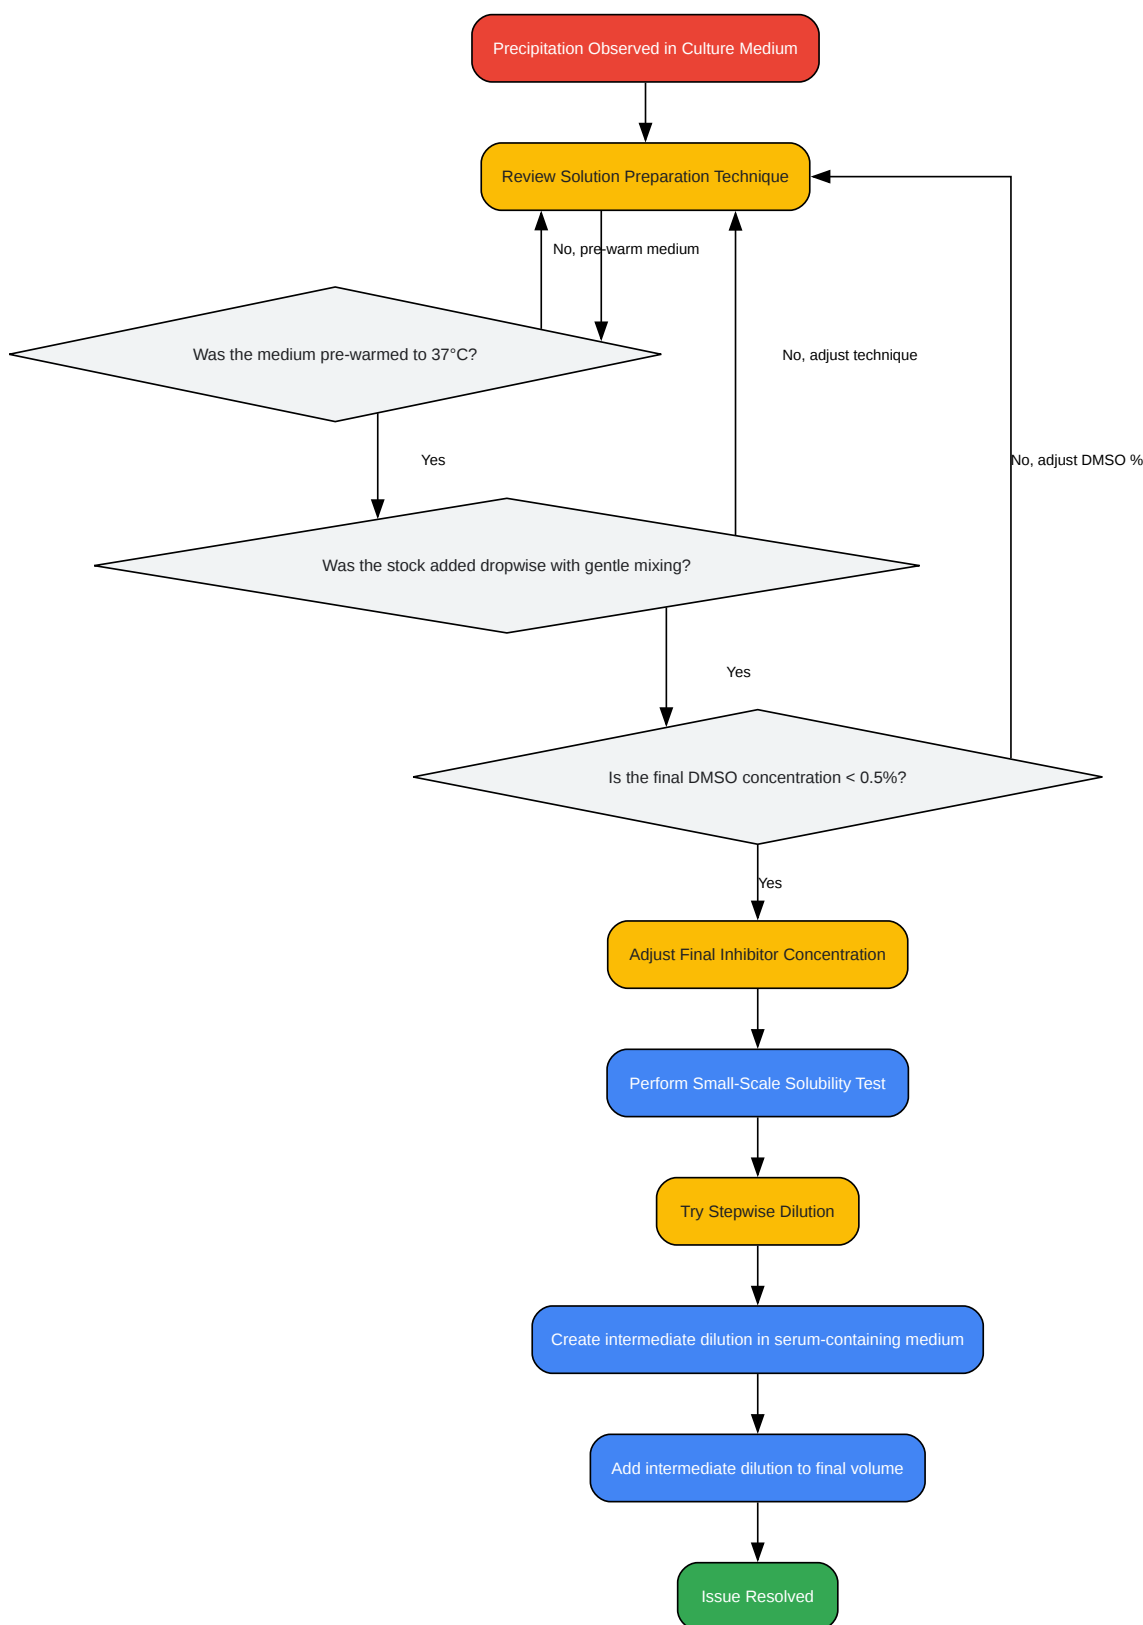 Precipitation Observed in Culture Medium
Review Solution Preparation Technique
No, pre-warm medium
Was the medium pre-warmed to 37°C?
No, adjust technique
Yes
No, adjust DMSO %
Was the stock added dropwise with gentle mixing?
Yes
Is the final DMSO concentration < 0.5%?
Yes
Adjust Final Inhibitor Concentration
Perform Small-Scale Solubility Test
Try Stepwise Dilution
Create intermediate dilution in serum-containing medium
Add intermediate dilution to final volume
Issue Resolved